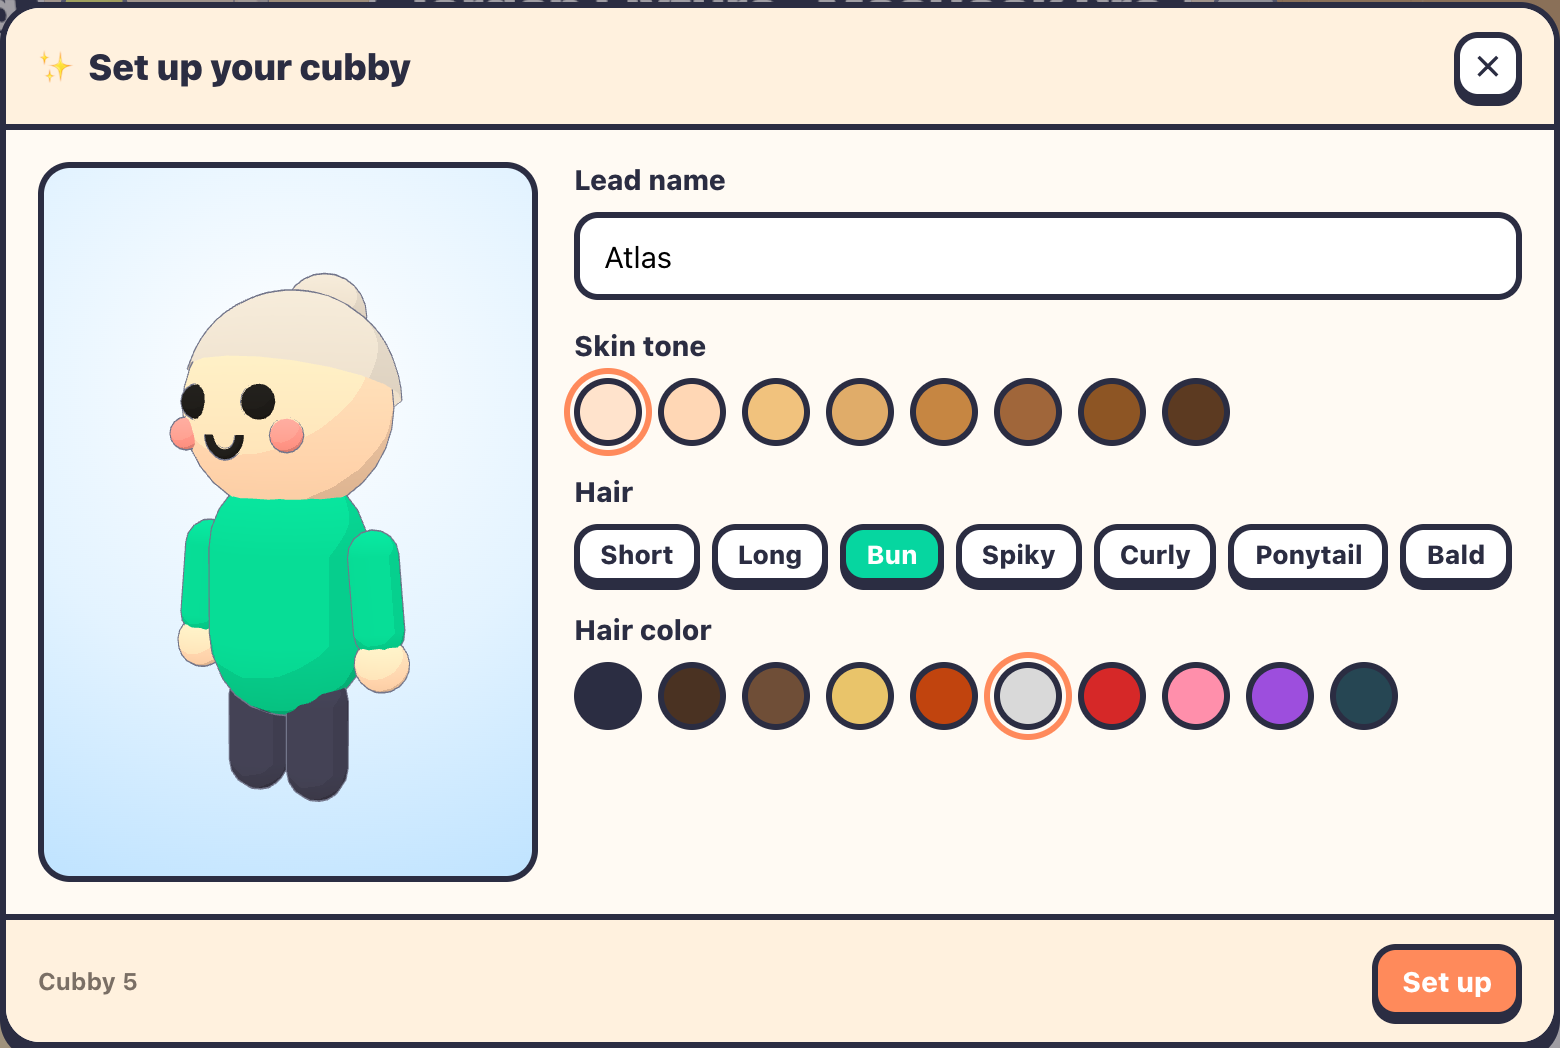 Set up your cubby
Lead name
Atlas
Skin tone
Hair
Short Long Bun Spiky Curly Ponytail Bald
Hair color
Cubby 5
Set up